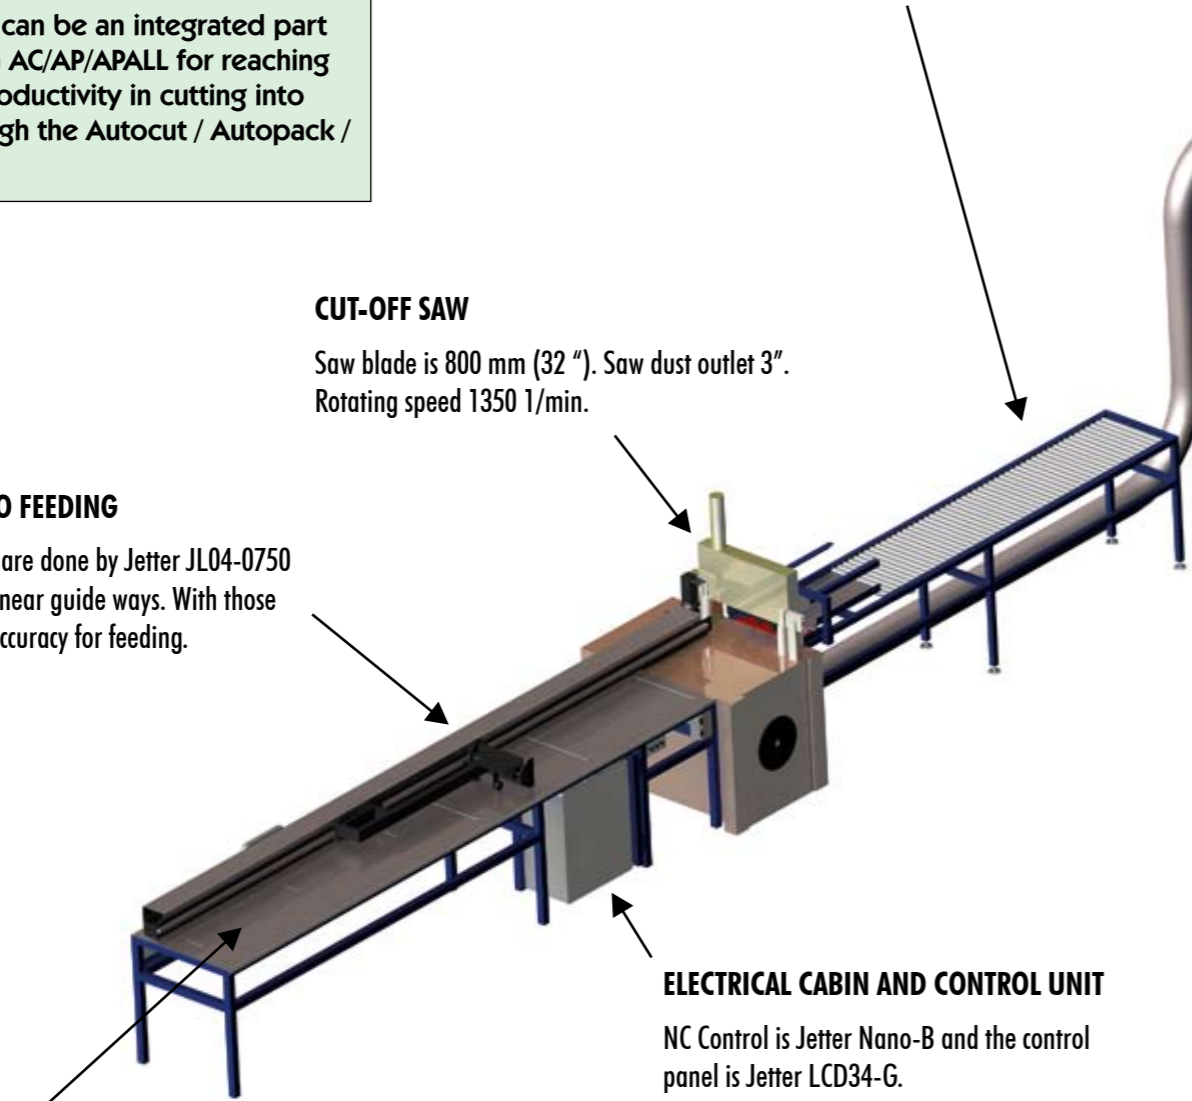 can be an integrated part
AC/AP/APALL for reaching
oductivity in cutting into
gh the Autocut / Autopack /
CUT-OFF SAW
Saw blade is 800 mm (32 “). Saw dust outlet 3”.
Rotating speed 1350 1/min.
O FEEDING
are done by Jetter JL04-0750
near guide ways. With those
ccuracy for feeding.
ELECTRICAL CABIN AND CONTROL UNIT
NC Control is Jetter Nano-B and the control
panel is Jetter LCD34-G.